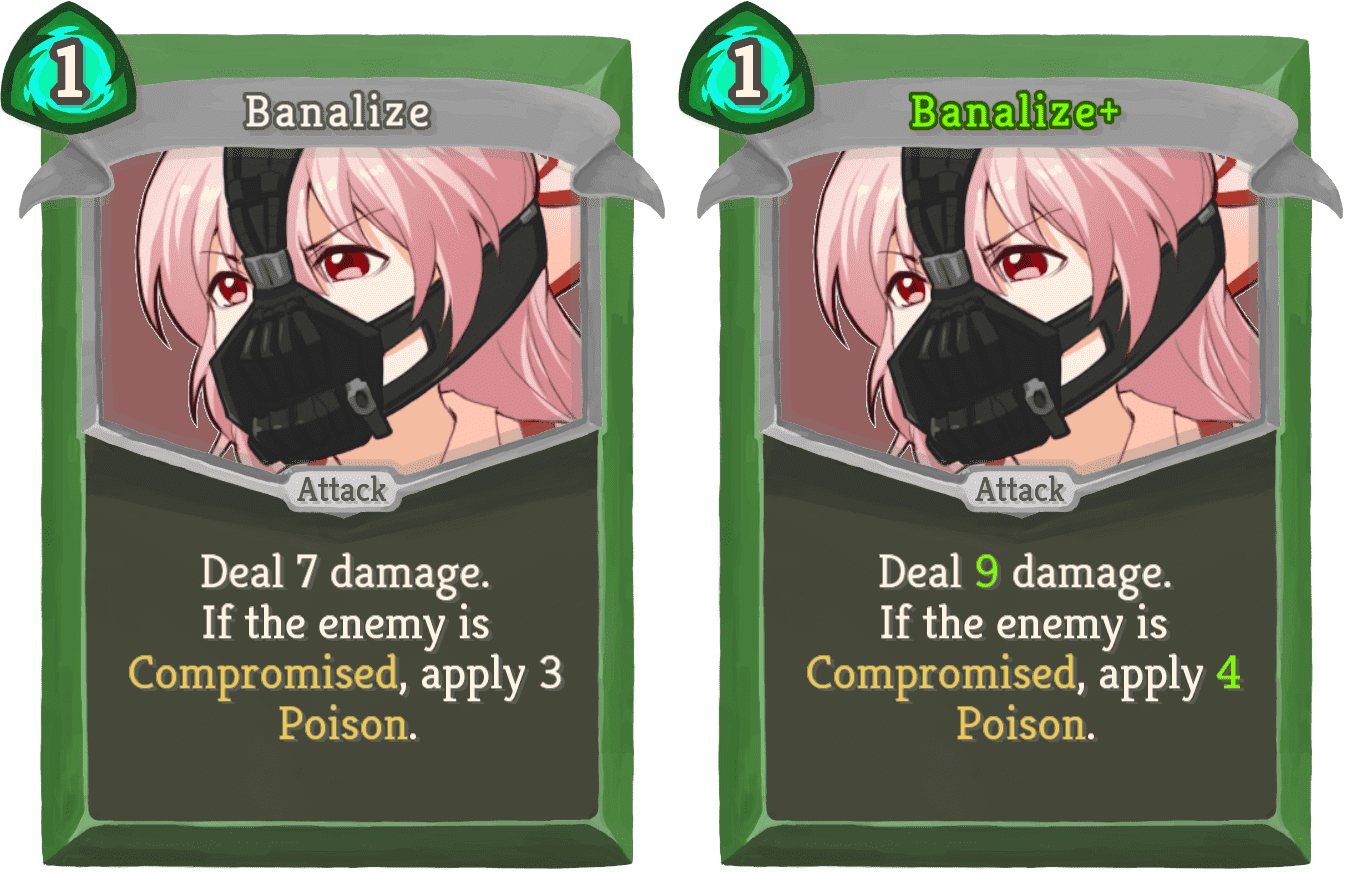 1
Banalize
Attack
Deal 7 damage.
If the enemy is
Compromised, apply 3
Poison.
1
Banalize+
Attack
Deal 9 damage.
If the enemy is
Compromised, apply 4
Poison.